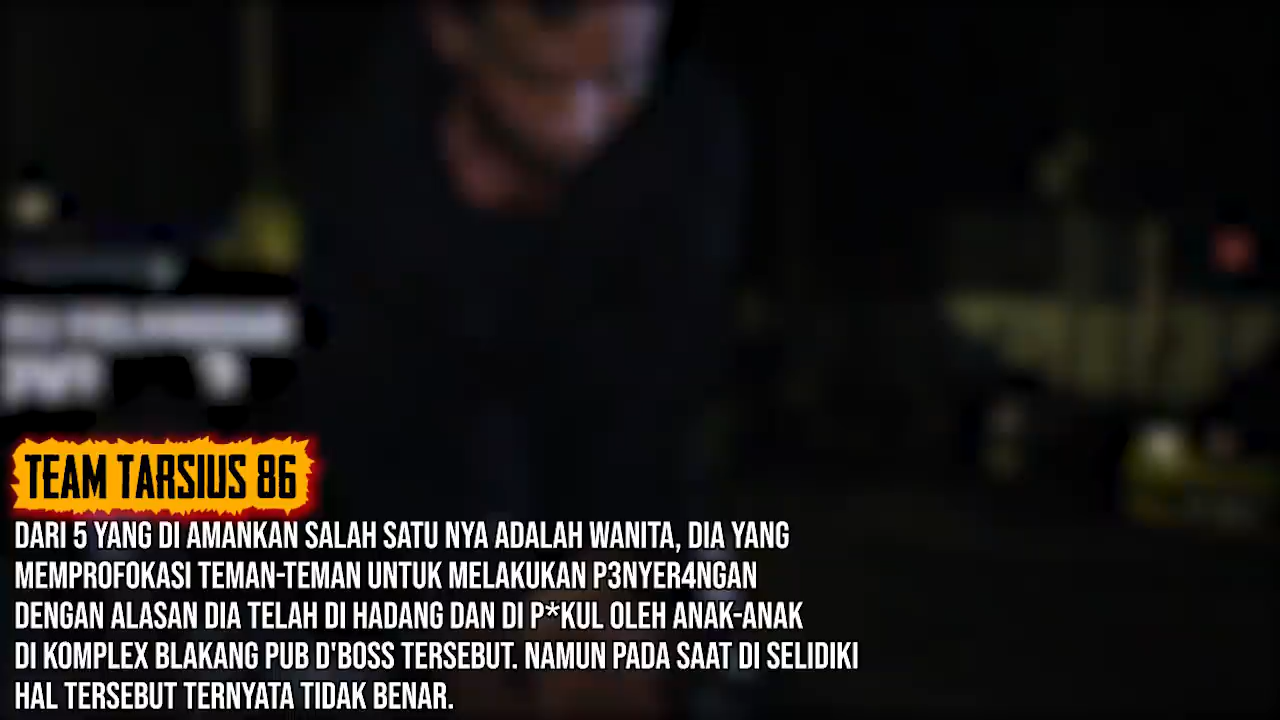 TEAM TARSIUS 86
DARI 5 YANG DI AMANKAN SALAH SATU NYA ADALAH WANITA, DIA YANG
MEMPROFOKASI TEMAN-TEMAN UNTUK MELAKUKAN P3NYER4NGAN
DENGAN ALASAN DIA TELAH DI HADANG DAN DI P*KUL OLEH ANAK-ANAK
DI KOMPLEX BLAKANG PUB D'BOSS TERSEBUT. NAMUN PADA SAAT DI SELIDIKI
HAL TERSEBUT TERNYATA TIDAK BENAR.